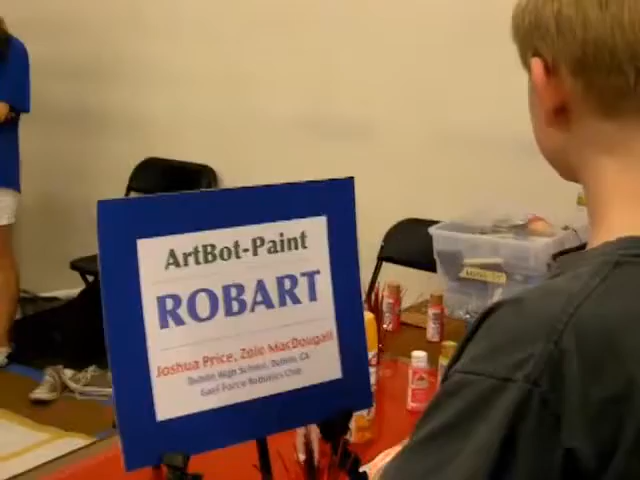 ArtBot-Paint
ROBART
Joshua Price, Zoie MacDougall
Dublin High School, Dublin, CA
Gael Force Robotics Club